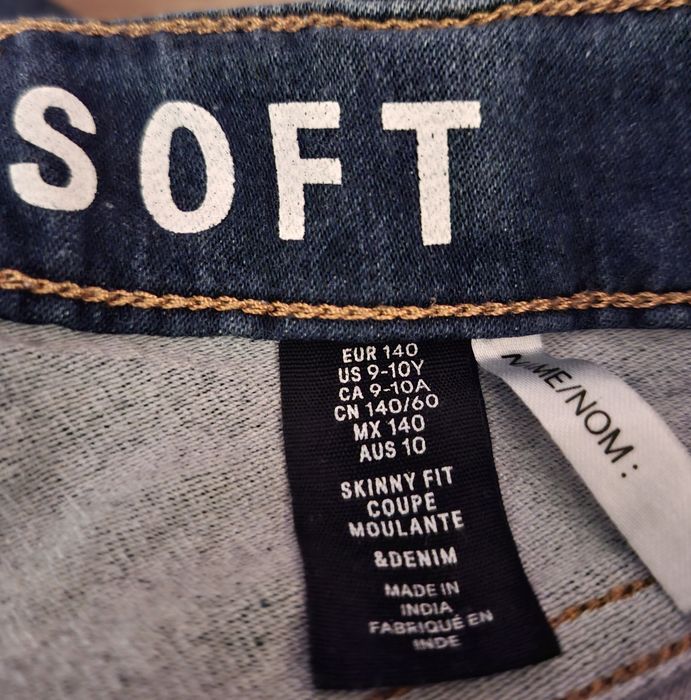 SOFT
EUR 140
US 9-10Y
CA 9-10A
CN 140/60
MX 140
AUS 10
SKINNY FIT
COUPE
MOULANTE
&DENIM
MADE IN
INDIA
FABRIQUÉ EN
INDE
NAME/NOM: